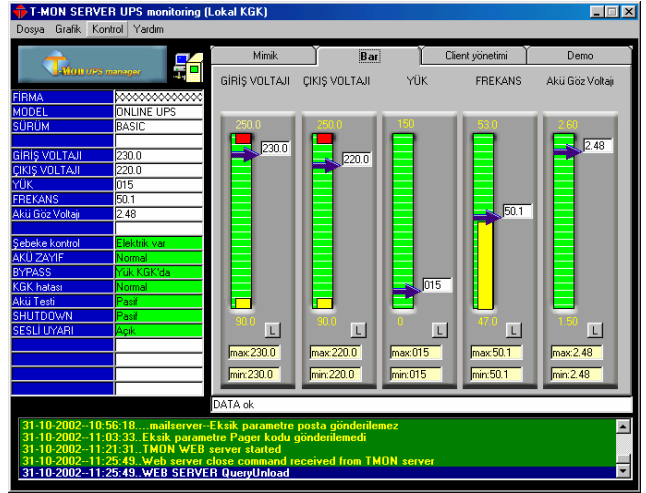 T-MON SERVER UPS monitoring (Lokal KGK)
Dosya Grafik Kontrol Yardım
T-MON UPS manager
Mimik Bar Client yönetimi Demo
FİRMA XXXXXXXXXXXX
MODEL ONLINE UPS
SÜRÜM BASIC
GİRİŞ VOLTAJI 230.0
ÇIKIŞ VOLTAJI 220.0
YÜK 015
FREKANS 50.1
Akü Göz Voltajı 2.48
Şebeke kontrol Elektrik var
AKÜ ZAYIF Normal
BYPASS Yük KGK'da
KGK hatası Normal
Akü Testi Pasif
SHUTDOWN Pasif
SESLİ UYARI Açık
GİRİŞ VOLTAJI ÇIKIŞ VOLTAJI YÜK FREKANS Akü Göz Voltajı
250.0 250.0 150 53.0 2.60
230.0 220.0 015 50.1 2.48
90.0 90.0 0 47.0 1.50
L L L L L
max:230.0 max:220.0 max:015 max:50.1 max:2.48
min:230.0 min:220.0 min:015 min:50.1 min:2.48
DATA ok
31-10-2002--10:56:18....mailserver--Eksik parametre posta gönderilemez
31-10-2002--11:03:33..Eksik parametre Pager kodu gönderilemedi
31-10-2002--11:21:31..TMON WEB server started
31-10-2002--11:25:49..Web server close command received from TMON server
31-10-2002--11:25:49..WEB SERVER QueryUnload